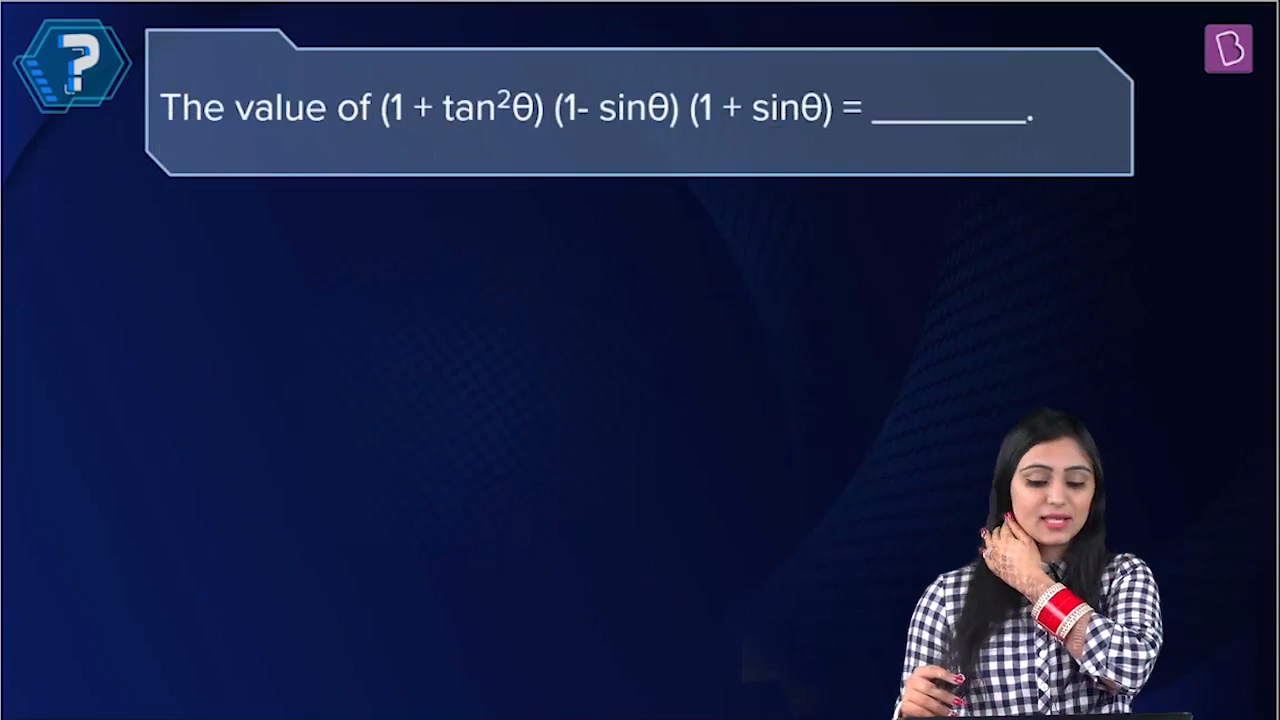 The value of (1 + tan²θ) (1- sinθ) (1 + sinθ) = __________.